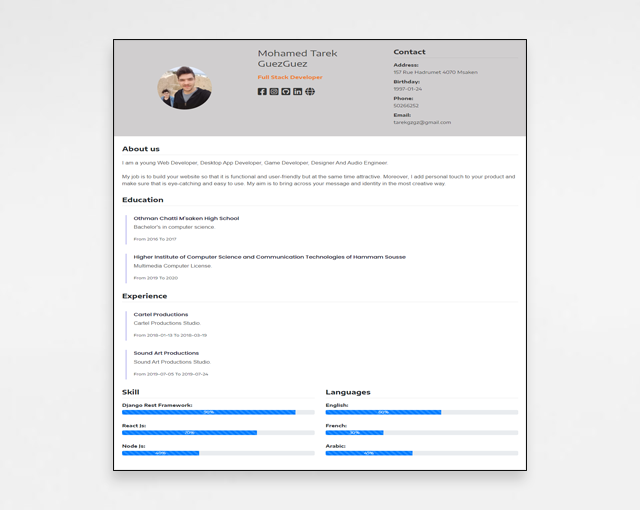 Mohamed Tarek
GuezGuez
Full Stack Developer
Contact
Address:
157 Rue Hadrumet 4070 Msaken
Birthday:
1997-01-24
Phone:
50266252
Email:
tarekgzgz@gmail.com
About us
I am a young Web Developer, Desktop App Developer, Game Developer, Designer And Audio Engineer.
My job is to build your website so that it is functional and user-friendly but at the same time attractive. Moreover, I add personal touch to your product and
make sure that is eye-catching and easy to use. My aim is to bring across your message and identity in the most creative way.
Education
Othman Chatti M'saken High School
Bachelor's in computer science
From 2016 To 2017
Higher Institute of Computer Science and Communication Technologies of Hammam Sousse
Multimedia Computer License
From 2019 To 2020
Experience
Cartel Productions
Cartel Productions Studio
From 2018-01-13 To 2018-03-19
Sound Art Productions
Sound Art Productions Studio
From 2019-07-05 To 2019-07-24
Skill
Django Rest Framework:
90%
React Js:
70%
Node Js:
40%
Languages
English:
60%
French:
30%
Arabic:
45%